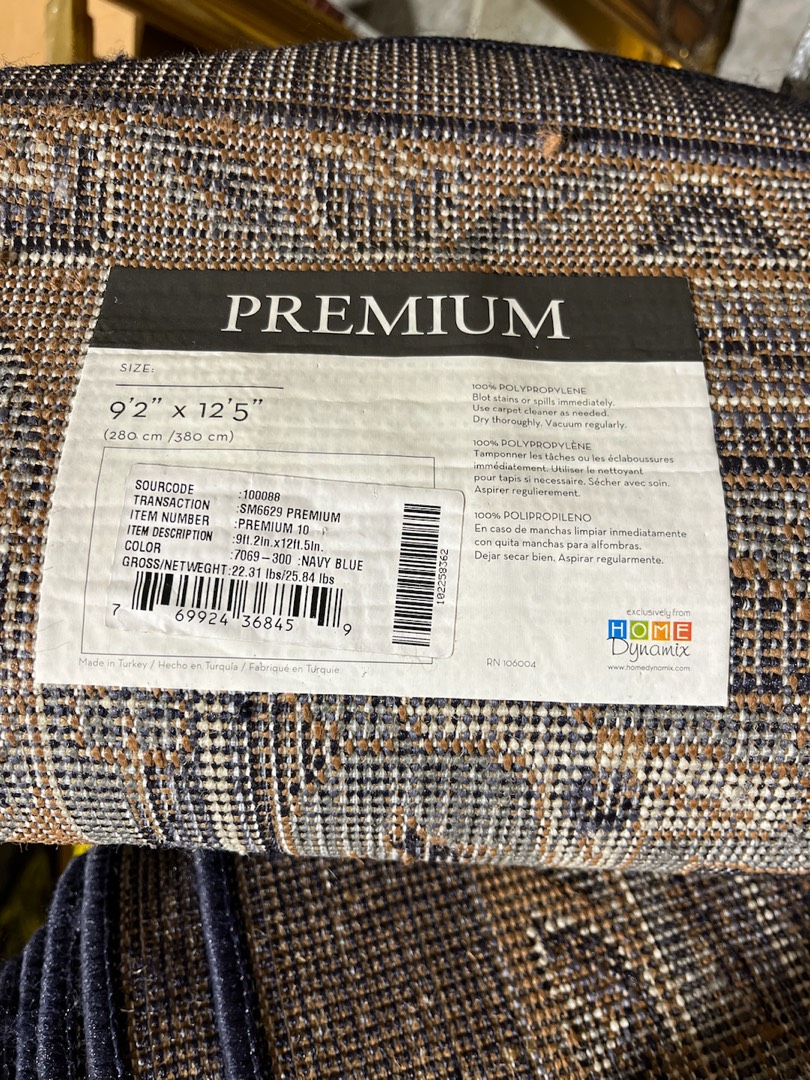 PREMIUM
SIZE:
9'2" x 12'5"
(280 cm /380 cm)
SOURCODE :100088
TRANSACTION :SM6629 PREMIUM
ITEM NUMBER :PREMIUM 10
ITEM DESCRIPTION :9ft.2in.x12ft.5in.
COLOR :7069-300 :NAVY BLUE
GROSS/NETWEGHT:22.31 lbs/25.84 lbs
7 69924 36845 9
102259362
Made in Turkey / Hecho en Turquía / Fabriqué en Turquie
100% POLYPROPYLENE
Blot stains or spills immediately.
Use carpet cleaner as needed.
Dry thoroughly. Vacuum regularly.
100% POLYPROPYLÈNE
Tamponner les tâches ou les éclaboussures
immédiatement. Utiliser le nettoyant
pour tapis si necessaire. Sécher avec soin.
Aspirer regulierement.
100% POLIPROPILENO
En caso de manchas limpiar inmediatamente
con quita manchas para alfombras.
Dejar secar bien. Aspirar regularmente.
RN 106004
exclusively from
HOME
Dynamix
www.homedynamix.com